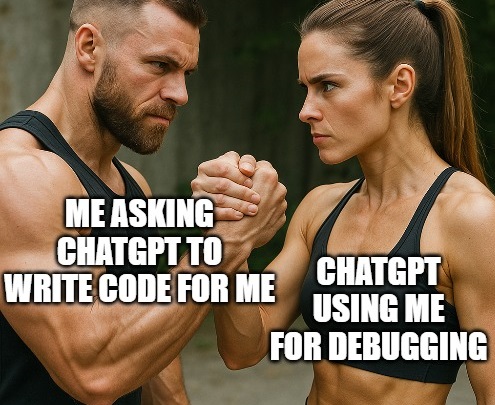 ME ASKING
CHATGPT TO
WRITE CODE FOR ME
CHATGPT
USING ME
FOR DEBUGGING